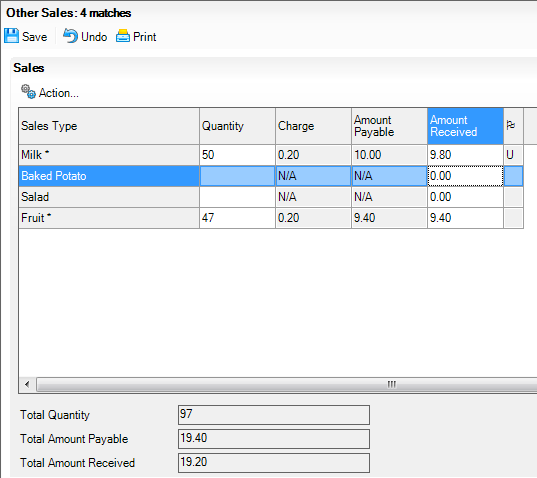 Other Sales: 4 matches
Save Undo Print
Sales
Action...
Sales Type Quantity Charge Amount Payable Amount Received
Milk * 50 0.20 10.00 9.80 U
Baked Potato N/A N/A 0.00
Salad N/A N/A 0.00
Fruit * 47 0.20 9.40 9.40
Total Quantity 97
Total Amount Payable 19.40
Total Amount Received 19.20